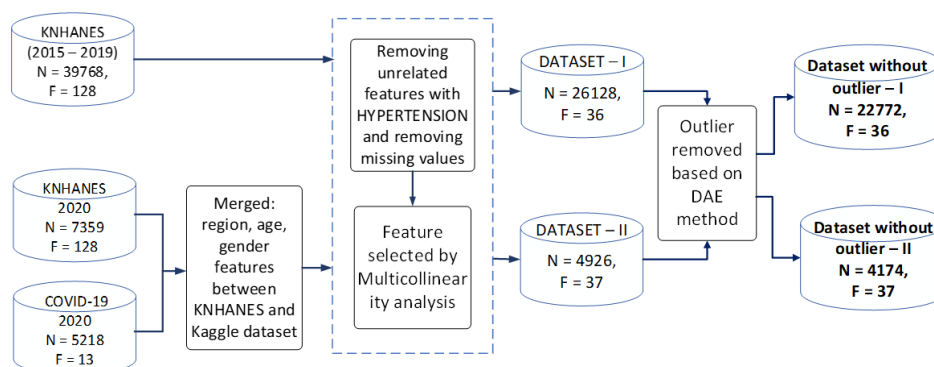 KNHANES
(2015 – 2019)
N = 39768,
F = 128
KNHANES
2020
N = 7359
F = 128
COVID-19
2020
N = 5218
F = 13
Merged:
region, age,
gender
features
between
KNHANES and
Kaggle dataset
Removing
unrelated
features with
HYPERTENSION
and removing
missing values
Feature
selected by
Multicollinear
ity analysis
DATASET – I
N = 26128,
F = 36
DATASET – II
N = 4926,
F = 37
Outlier
removed
based on
DAE
method
Dataset without
outlier – I
N = 22772,
F = 36
Dataset without
outlier – II
N = 4174,
F = 37